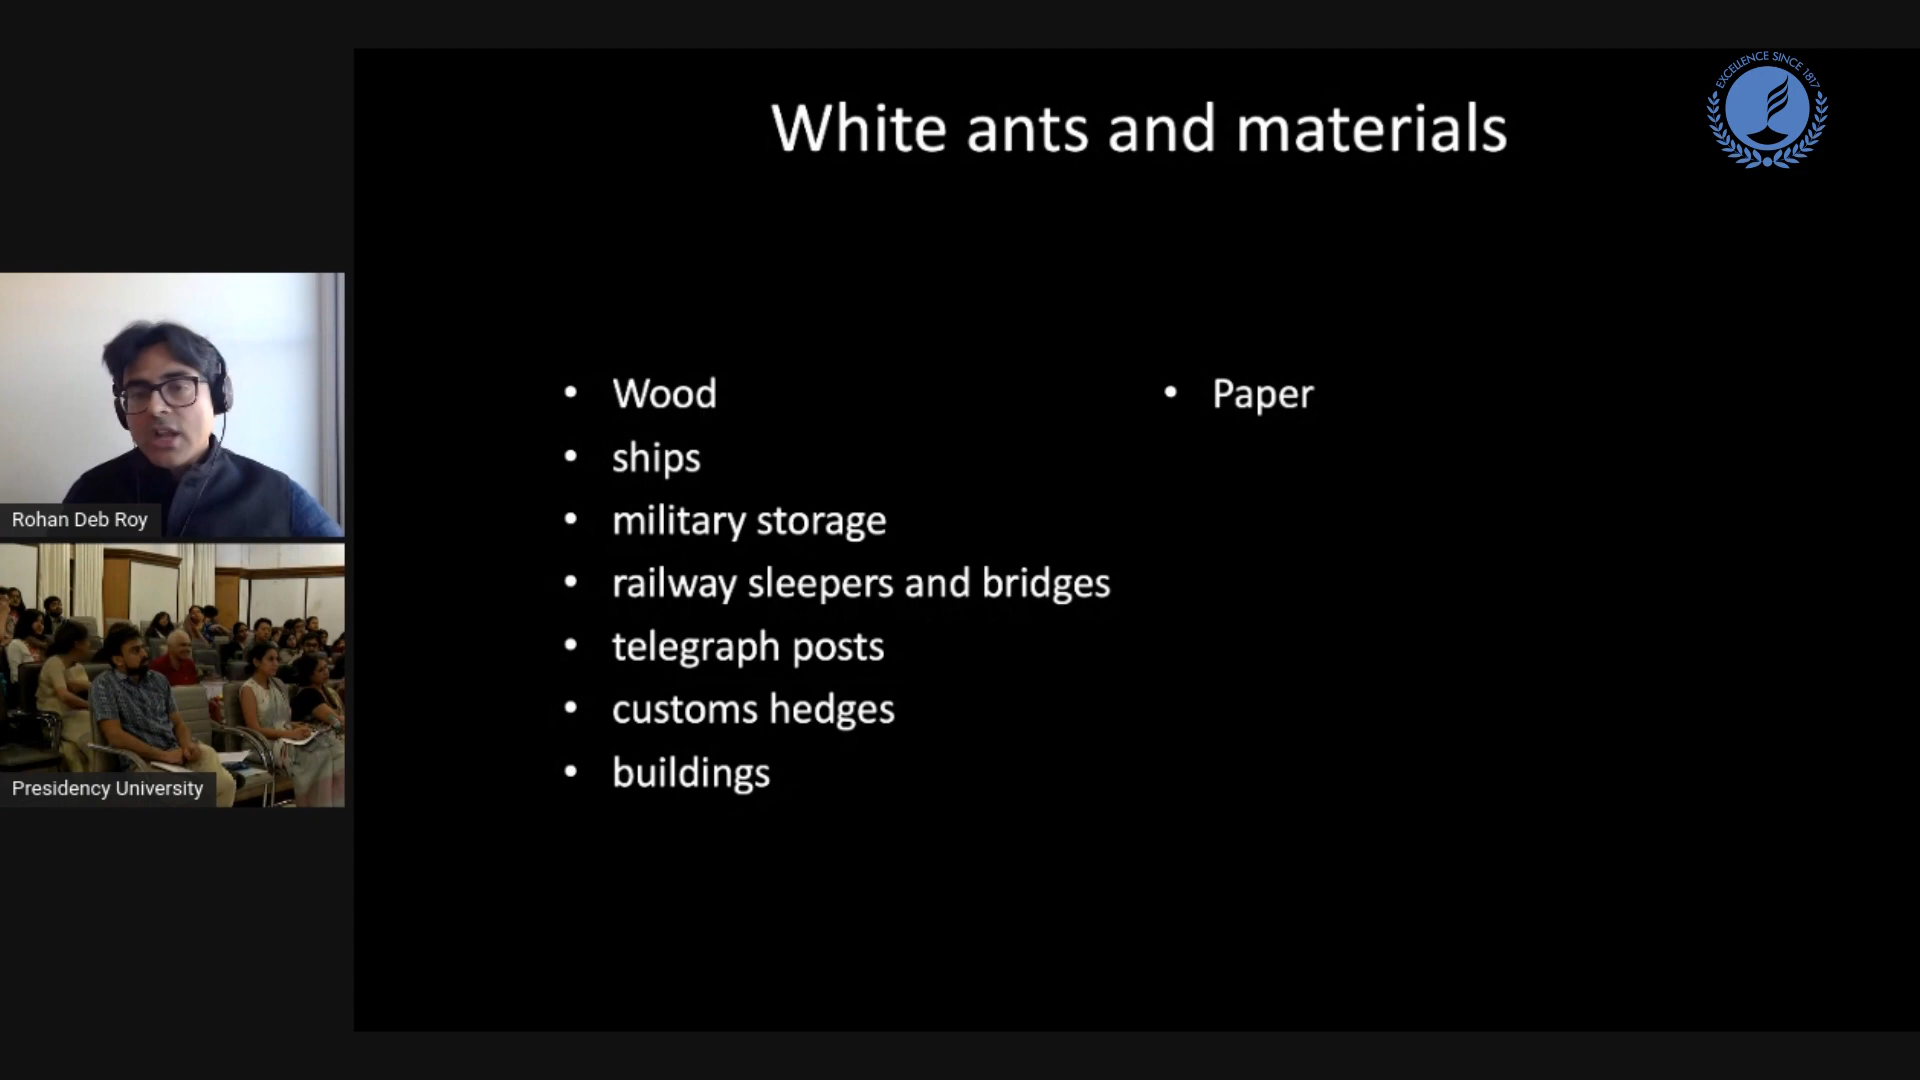 EXCELLENCE SINCE 1817
White ants and materials
• Wood
• ships
• military storage
• railway sleepers and bridges
• telegraph posts
• customs hedges
• buildings
• Paper
Rohan Deb Roy
Presidency University